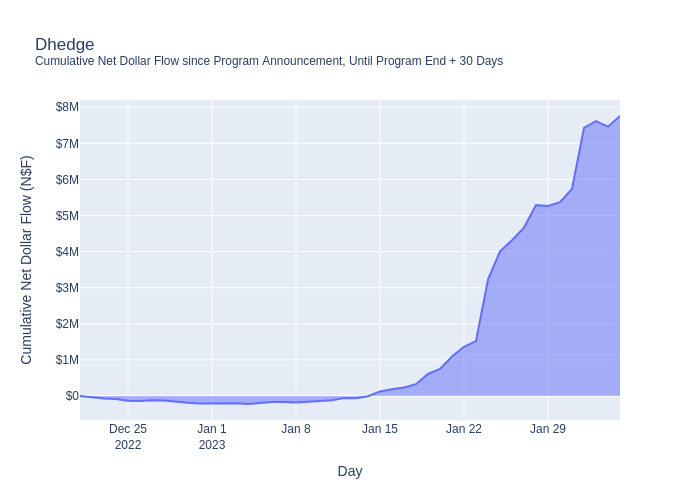 Dhedge
Cumulative Net Dollar Flow since Program Announcement, Until Program End + 30 Days
Cumulative Net Dollar Flow (N$F)
$8M
$7M
$6M
$5M
$4M
$3M
$2M
$1M
$0
Dec 25
2022
Jan 1
2023
Jan 8
Jan 15
Jan 22
Jan 29
Day